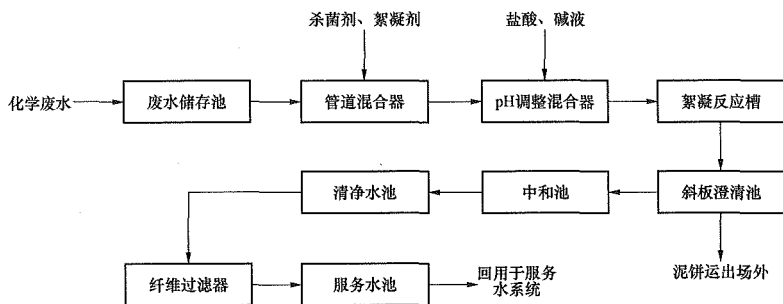 杀菌剂、絮凝剂
盐酸、碱液
化学废水
废水储存池
管道混合器
pH调整混合器
絮凝反应槽
清净水池
中和池
斜板澄清池
纤维过滤器
服务水池
回用于服务
水系统
泥饼运出场外